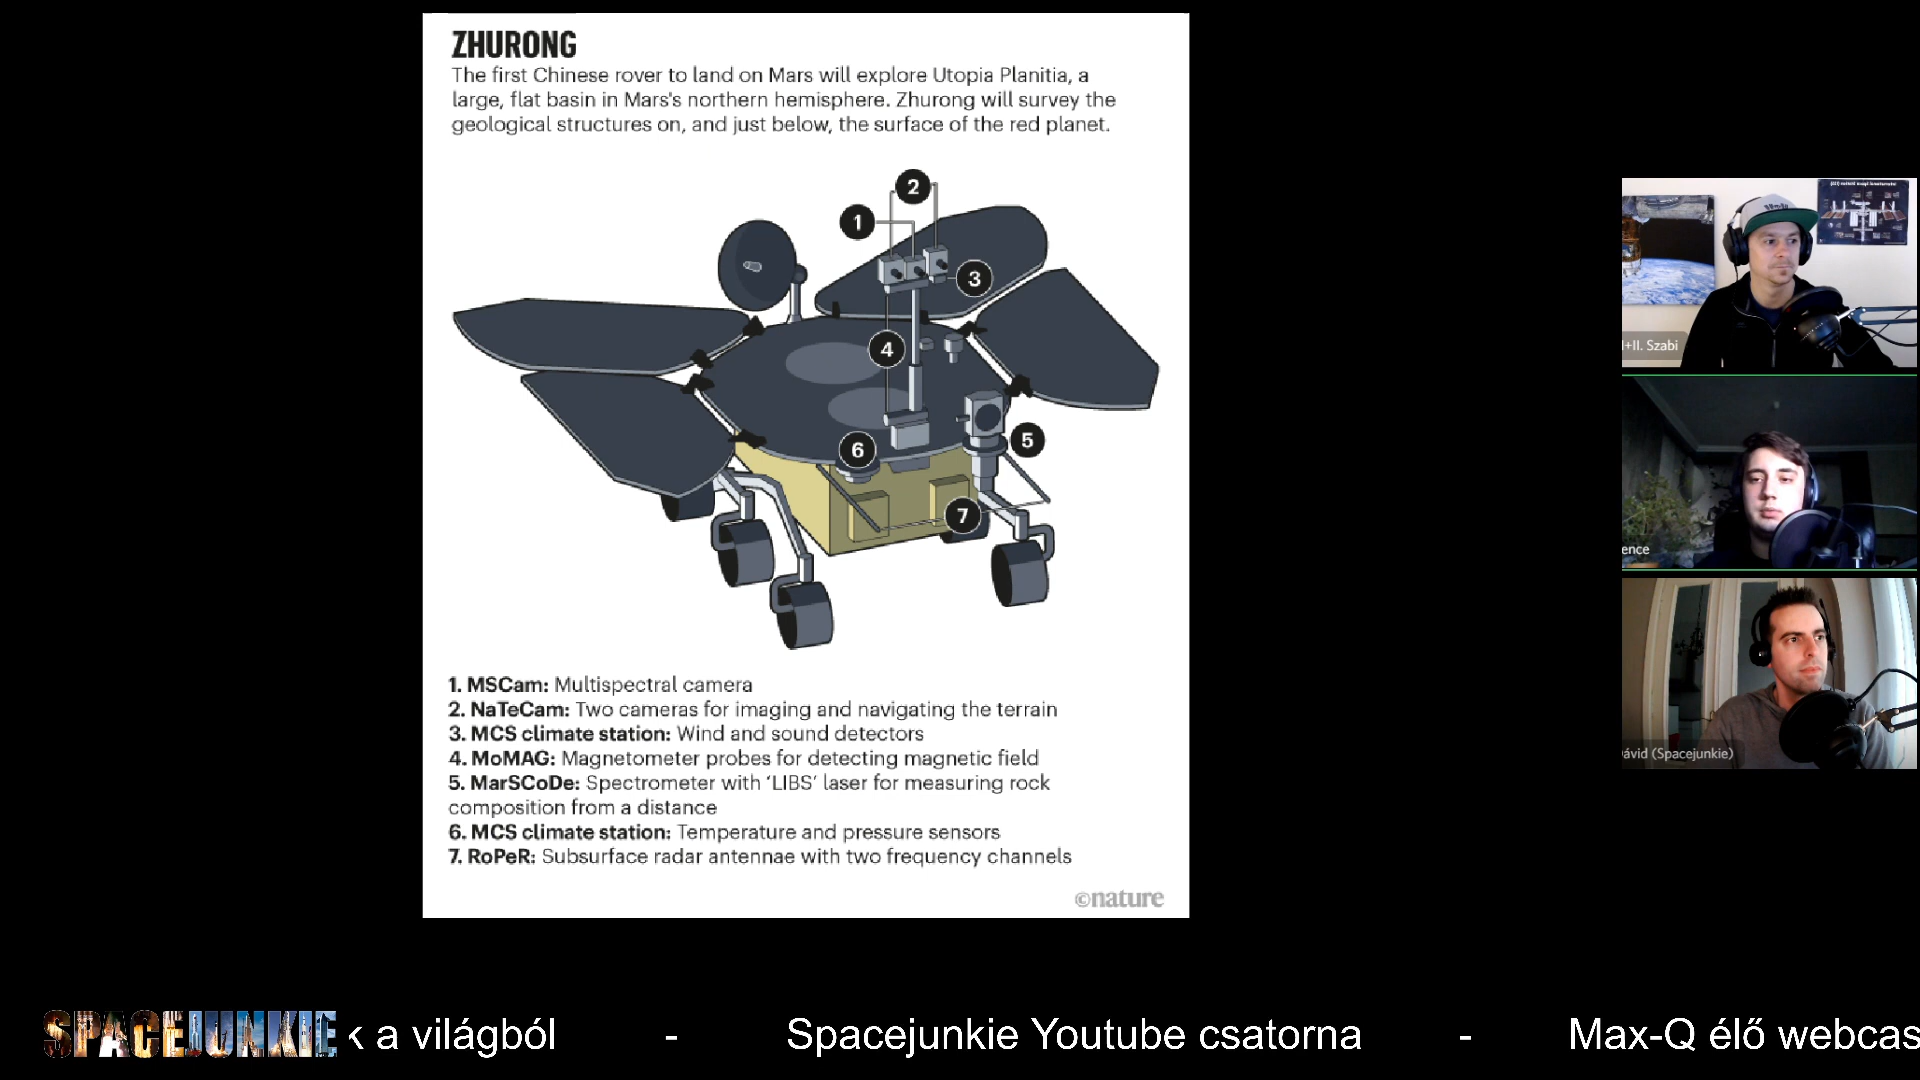 ZHURONG
The first Chinese rover to land on Mars will explore Utopia Planitia, a
large, flat basin in Mars's northern hemisphere. Zhurong will survey the
geological structures on, and just below, the surface of the red planet.
2
1
3
4
6
5
7
1. MSCam: Multispectral camera
2. NaTeCam: Two cameras for imaging and navigating the terrain
3. MCS climate station: Wind and sound detectors
4. MoMAG: Magnetometer probes for detecting magnetic field
5. MarSCoDe: Spectrometer with ‘LIBS’ laser for measuring rock
composition from a distance
6. MCS climate station: Temperature and pressure sensors
7. RoPeR: Subsurface radar antennae with two frequency channels
©nature
+II. Szabi
ence
ávid (Spacejunkie)
SPACEJUNKIE
k a világból - Spacejunkie Youtube csatorna - Max-Q élő webcas